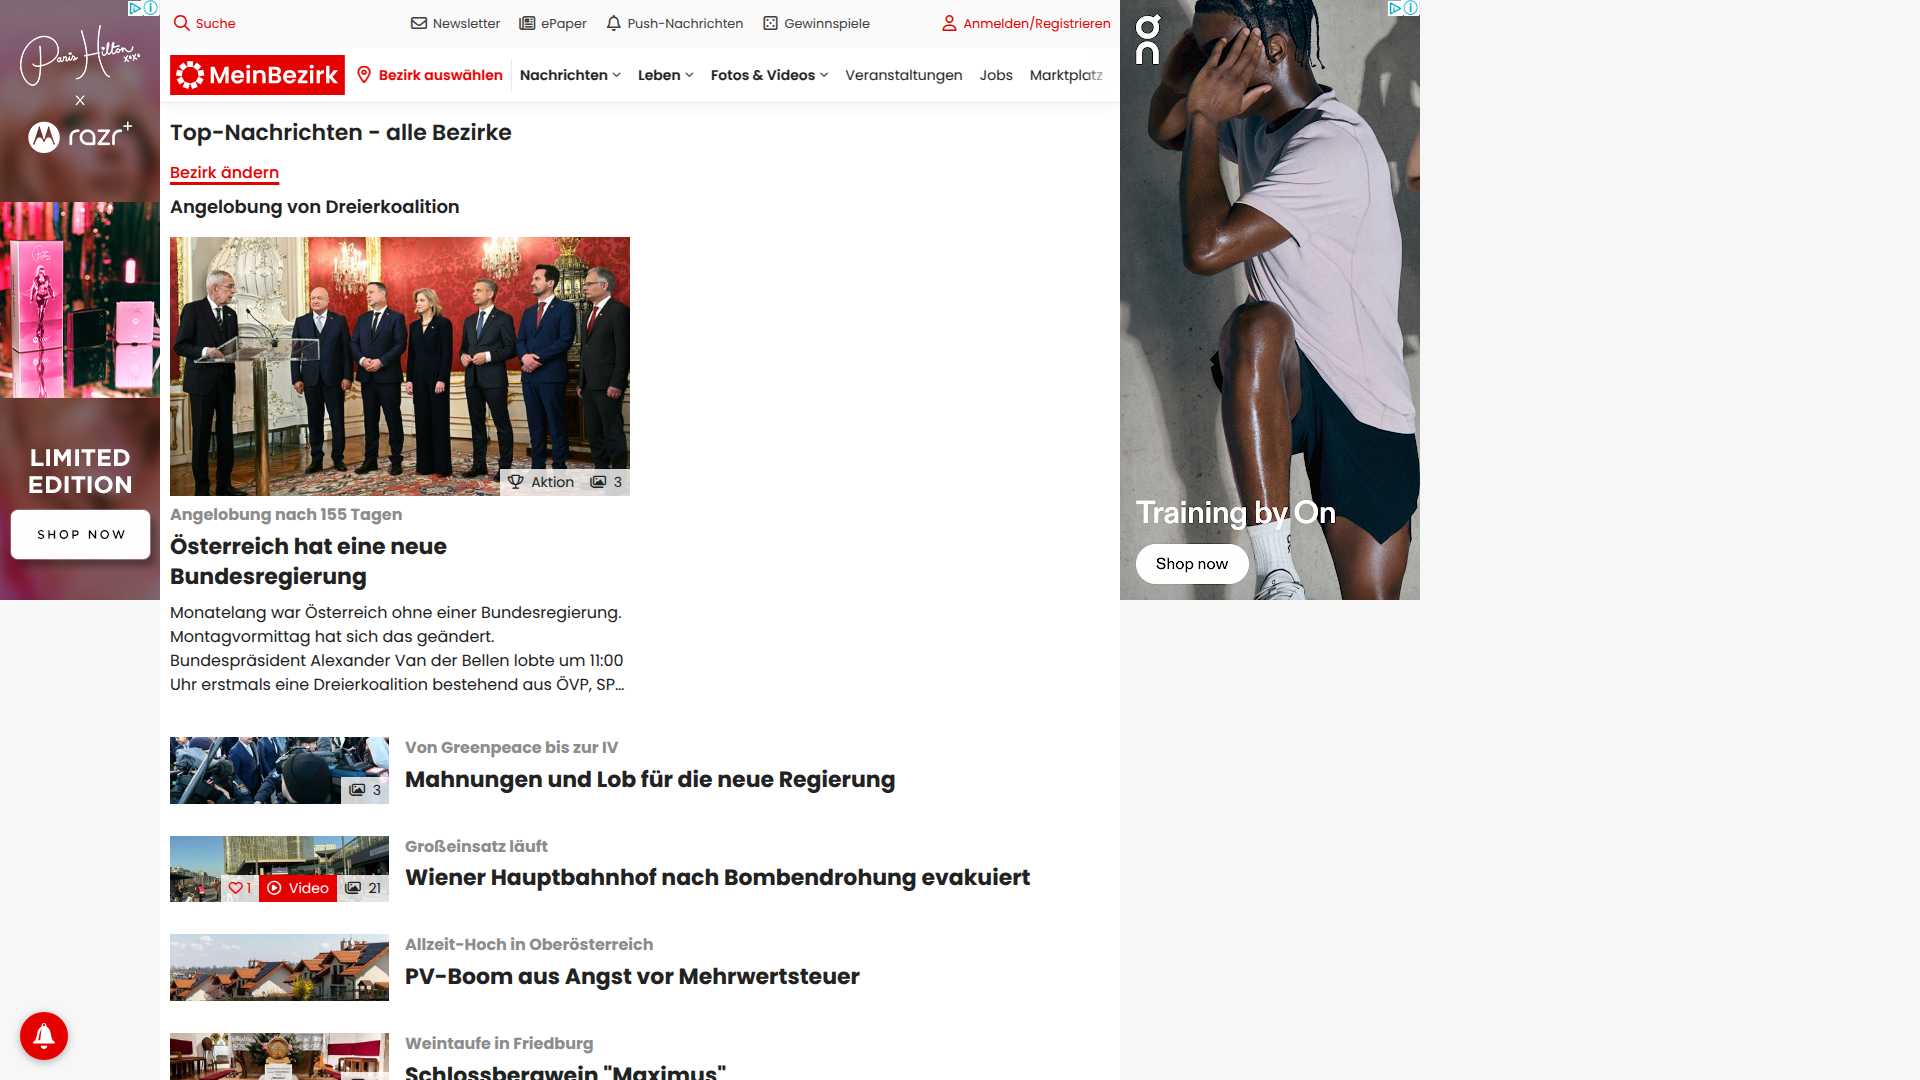 Suche
Newsletter
ePaper
Push-Nachrichten
Gewinnspiele
Anmelden/Registrieren
MeinBezirk
Bezirk auswählen
Nachrichten
Leben
Fotos & Videos
Veranstaltungen
Jobs
Marktplatz
Paris Hilton
xoxo
X
razr+
LIMITED
EDITION
SHOP NOW
Top-Nachrichten - alle Bezirke
Bezirk ändern
Angelobung von Dreierkoalition
Aktion
3
Angelobung nach 155 Tagen
Österreich hat eine neue
Bundesregierung
Monatelang war Österreich ohne einer Bundesregierung.
Montagvormittag hat sich das geändert.
Bundespräsident Alexander Van der Bellen lobte um 11:00
Uhr erstmals eine Dreierkoalition bestehend aus ÖVP, SP...
3
Von Greenpeace bis zur IV
Mahnungen und Lob für die neue Regierung
1
Video
21
Großeinsatz läuft
Wiener Hauptbahnhof nach Bombendrohung evakuiert
Allzeit-Hoch in Oberösterreich
PV-Boom aus Angst vor Mehrwertsteuer
Weintaufe in Friedburg
Schlossbergwein "Maximus"
On
Training by On
Shop now